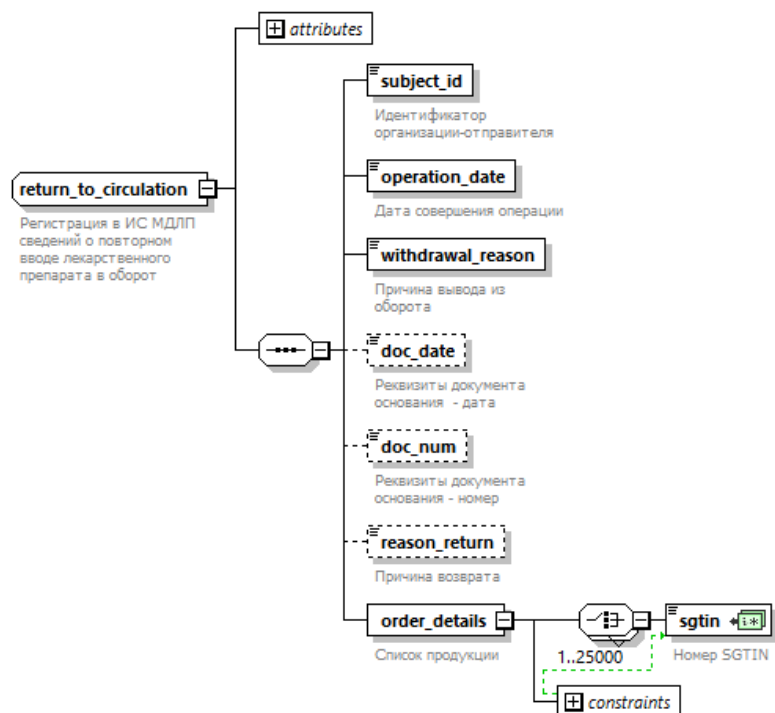 attributes
subject_id
Идентификатор
организации-отправителя
operation_date
Дата совершения операции
return_to_circulation
Регистрация в ИС МДЛП
сведений о повторном
вводе лекарственного
препарата в оборот
withdrawal_reason
Причина вывода из
оборота
doc_date
Реквизиты документа
основания - дата
doc_num
Реквизиты документа
основания - номер
reason_return
Причина возврата
order_details
Список продукции
1..25000
sgtin
Номер SGTIN
constraints